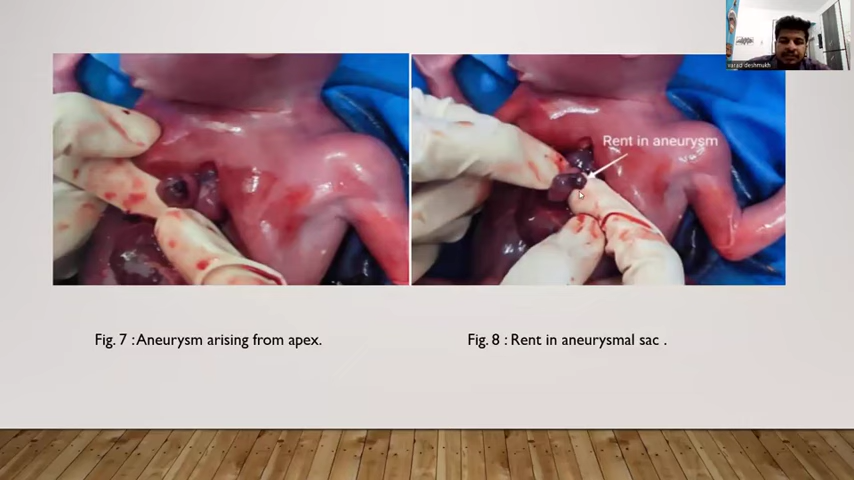 varad deshmukh
Rent in aneurysm
Fig. 7 : Aneurysm arising from apex.
Fig. 8 : Rent in aneurysmal sac .